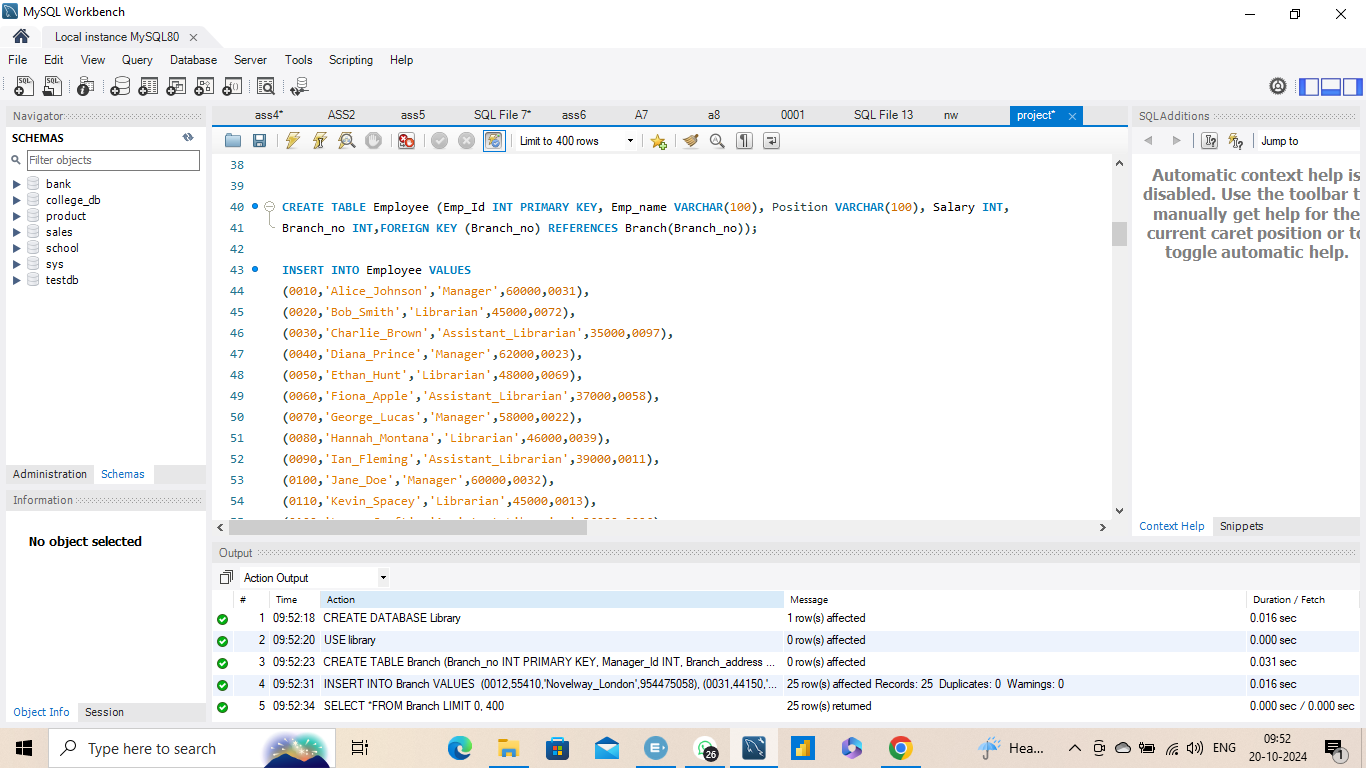 MySQL Workbench
Local instance MySQL80
File Edit View Query Database Server Tools Scripting Help
Navigator
SCHEMAS
Filter objects
bank
college_db
product
sales
school
sys
testdb
Administration Schemas
Information
No object selected
Object Info Session
ass4* ASS2 ass5 SQL File 7* ass6 A7 a8 0001 SQL File 13 nw project*
Limit to 400 rows
38
39
40 CREATE TABLE Employee (Emp_Id INT PRIMARY KEY, Emp_name VARCHAR(100), Position VARCHAR(100), Salary INT,
41 Branch_no INT,FOREIGN KEY (Branch_no) REFERENCES Branch(Branch_no));
42
43 INSERT INTO Employee VALUES
44 (0010,'Alice_Johnson','Manager',60000,0031),
45 (0020,'Bob_Smith','Librarian',45000,0072),
46 (0030,'Charlie_Brown','Assistant_Librarian',35000,0097),
47 (0040,'Diana_Prince','Manager',62000,0023),
48 (0050,'Ethan_Hunt','Librarian',48000,0069),
49 (0060,'Fiona_Apple','Assistant_Librarian',37000,0058),
50 (0070,'George_Lucas','Manager',58000,0022),
51 (0080,'Hannah_Montana','Librarian',46000,0039),
52 (0090,'Ian_Fleming','Assistant_Librarian',39000,0011),
53 (0100,'Jane_Doe','Manager',60000,0032),
54 (0110,'Kevin_Spacey','Librarian',45000,0013),
SQLAdditions
Jump to
Automatic context help is
disabled. Use the toolbar t
manually get help for the
current caret position or to
toggle automatic help.
Context Help Snippets
Output
Action Output
# Time Action Message Duration / Fetch
1 09:52:18 CREATE DATABASE Library 1 row(s) affected 0.016 sec
2 09:52:20 USE library 0 row(s) affected 0.000 sec
3 09:52:23 CREATE TABLE Branch (Branch_no INT PRIMARY KEY, Manager_Id INT, Branch_address ... 0 row(s) affected 0.031 sec
4 09:52:31 INSERT INTO Branch VALUES (0012,55410,'Novelway_London',954475058), (0031,44150,'... 25 row(s) affected Records: 25 Duplicates: 0 Warnings: 0 0.016 sec
5 09:52:34 SELECT *FROM Branch LIMIT 0, 400 25 row(s) returned 0.000 sec / 0.000 sec
Type here to search
26
Hea...
ENG
09:52
20-10-2024
1